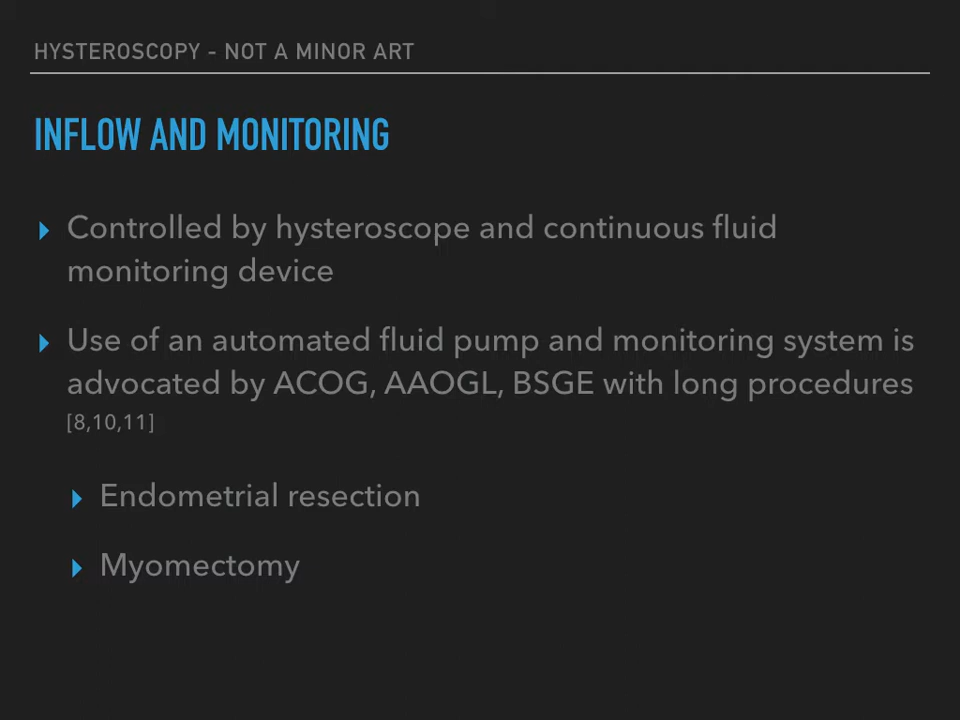 HYSTEROSCOPY - NOT A MINOR ART
INFLOW AND MONITORING
Controlled by hysteroscope and continuous fluid
monitoring device
Use of an automated fluid pump and monitoring system is
advocated by ACOG, AAOGL, BSGE with long procedures
[8,10,11]
Endometrial resection
Myomectomy